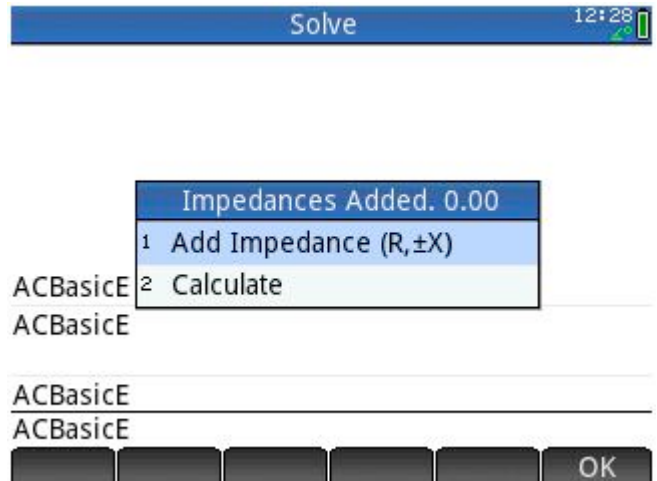 Solve
12:28
Impedances Added. 0.00
1 Add Impedance (R,±X)
2 Calculate
ACBasicE
ACBasicE
ACBasicE
ACBasicE
OK